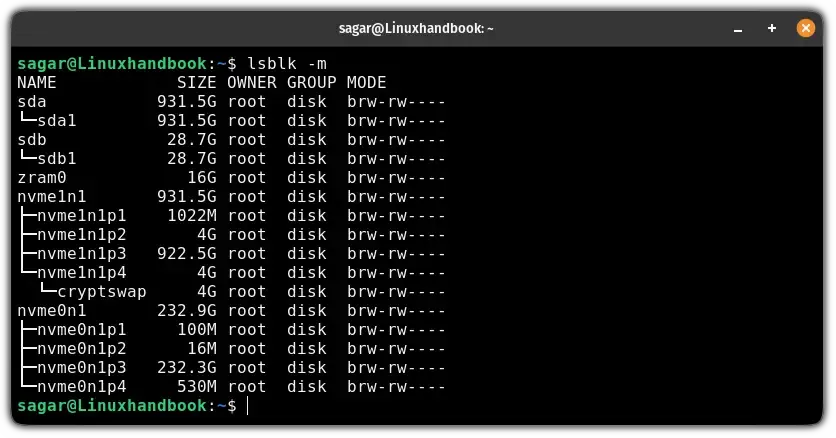 sagar@Linuxhandbook: ~
sagar@Linuxhandbook:~$ lsblk -m
NAME            SIZE OWNER GROUP MODE
sda           931.5G root  disk  brw-rw----
└─sda1        931.5G root  disk  brw-rw----
sdb            28.7G root  disk  brw-rw----
└─sdb1         28.7G root  disk  brw-rw----
zram0            16G root  disk  brw-rw----
nvme1n1       931.5G root  disk  brw-rw----
├─nvme1n1p1    1022M root  disk  brw-rw----
├─nvme1n1p2       4G root  disk  brw-rw----
├─nvme1n1p3   922.5G root  disk  brw-rw----
└─nvme1n1p4       4G root  disk  brw-rw----
  └─cryptswap     4G root  disk  brw-rw----
nvme0n1       232.9G root  disk  brw-rw----
├─nvme0n1p1     100M root  disk  brw-rw----
├─nvme0n1p2      16M root  disk  brw-rw----
├─nvme0n1p3   232.3G root  disk  brw-rw----
└─nvme0n1p4     530M root  disk  brw-rw----
sagar@Linuxhandbook:~$